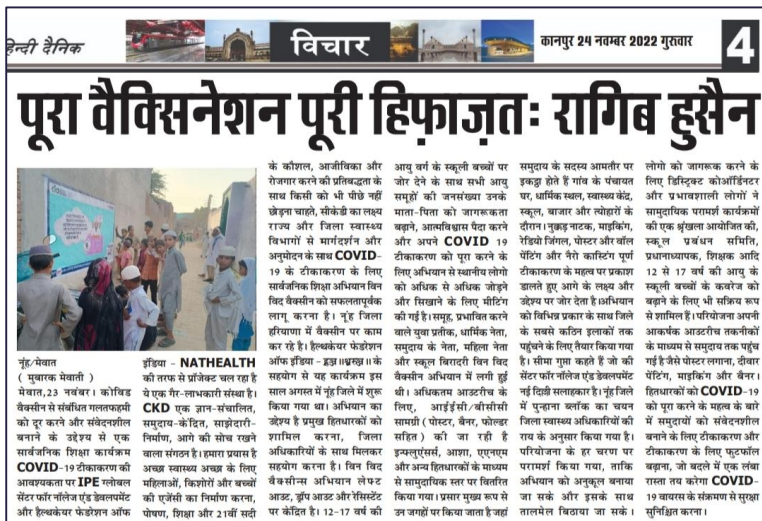 हिन्दी दैनिक
विचार
कानपुर 24 नवम्बर 2022 गुरुवार
4
पूरा वैक्सिनेशन पूरी हिफ़ाज़तः रागिब हुसैन
नूंह/मेवात
( मुबारक मेवाती )
मेवात,23 नवंबर। कोविड
वैक्सीन से संबंधित गलतफहमी
को दूर करने और संवेदनशील
बनाने के उद्देश्य से एक
सार्वजनिक शिक्षा कार्यक्रम
COVID-19 टीकाकरण की
आवश्यकता पर IPE ग्लोबल
सेंटर फॉर नॉलेज एंड डेवलपमेंट
और हैल्थकेयर फेडरेशन ऑफ
इंडिया - NATHEALTH
की तरफ से प्रॉजेक्ट चल रहा है
ये एक गैर-लाभकारी संस्था है।
CKD एक ज्ञान-संचालित,
समुदाय-केंद्रित, साझेदारी-
निर्माण, आगे की सोच रखने
वाला संगठन है। हमारा प्रयास है
अच्छा स्वास्थ्य अच्छा के लिए
महिलाओं, किशोरों और बच्चों
की एजेंसी का निर्माण करना,
पोषण, शिक्षा और 21वीं सदी
के कौशल, आजीविका और
रोजगार करने की प्रतिबद्धता के
साथ किसी को भी पीछे नहीं
छोड़ना चाहते, सीकेडी का लक्ष्य
राज्य और जिला स्वास्थ्य
विभागों से मार्गदर्शन और
अनुमोदन के साथ COVID-
19 के टीकाकरण के लिए
सार्वजनिक शिक्षा अभियान विन
विद वैक्सीन को सफलतापूर्वक
लागू करना है। नूंह जिला
हरियाणा में वैक्सीन पर काम
कर रहे है। हैल्थकेयर फेडरेशन
ऑफ इंडिया - के
सहयोग से यह कार्यक्रम इस
साल अगस्त में नूंह जिले में शुरू
किया गया था। अभियान का
उद्देश्य है प्रमुख हितधारकों को
शामिल करना, जिला
अधिकारियों के साथ मिलकर
सहयोग करना है। विन विद
वैक्सीन्स अभियान लेफ्ट
आउट, ड्रॉप आउट और रेसिस्टेंट
पर केंद्रित है। 12-17 वर्ष की
आयु वर्ग के स्कूली बच्चों पर
जोर देने के साथ सभी आयु
समूहों की जनसंख्या उनके
माता-पिता को जागरूकता
बढ़ाने, आत्मविश्वास पैदा करने
और अपने COVID 19
टीकाकरण को पूरा करने के
लिए अभियान से स्थानीय लोगो
को अधिक से अधिक जोड़ने
और सिखाने के लिए मीटिंग
की गई है।समूह, प्रभावित करने
वाले युवा प्रतीक, धार्मिक नेता,
समुदाय के नेता, महिला नेता
और स्कूल बिरादरी विन विद
वैक्सीन अभियान में लगी हुई
थी। अधिकतम आउटरीच के
लिए, आईईसी/बीसीसी
सामग्री (पोस्टर, बैनर, फोल्डर
सहित) की जा रही है
इन्फ्लुएंसर्स, आशा, एएनएम
और अन्य हितधारकों के माध्यम
से सामुदायिक स्तर पर वितरित
किया गया। प्रसार मुख्य रूप से
उन जगहों पर किया जाता है जहां
समुदाय के सदस्य आमतौर पर
इकट्ठा होते हैं गांव के पंचायत
घर, धार्मिक स्थल, स्वास्थ्य केंद्र,
स्कूल, बाजार और त्योहारों के
दौरान। नुक्कड़ नाटक, माइकिंग,
रेडियो जिंगल, पोस्टर और वॉल
पेंटिंग और नैरो कास्टिंग पूर्ण
टीकाकरण के महत्व पर प्रकाश
डालते हुए आगे के लक्ष्य और
उद्देश्य पर जोर देता है।अभियान
को विभिन्न प्रकार के साथ जिले
के सबसे कठिन इलाकों तक
पहुंचने के लिए तैयार किया गया
है। सीमा गुप्ता कहते हैं जो की
सेंटर फॉर नॉलेज एंड डेवलपमेंट
नई दिल्ली सलाहकार है। नूंह जिले
में पुन्हाना ब्लॉक का चयन
जिला स्वास्थ्य अधिकारियों की
राय के अनुसार किया गया है।
परियोजना के हर चरण पर
परामर्श किया गया, ताकि
अभियान को अनुकूल बनाया
जा सके और इसके साथ
तालमेल बिठाया जा सके।
लोगो को जागरूक करने के
लिए डिस्ट्रिक्ट कोऑर्डिनेटर
और प्रभावशाली लोगों ने
सामुदायिक परामर्श कार्यक्रमों
की एक श्रृंखला आयोजित की,
स्कूल प्रबंधन समिति,
प्रधानाध्यापक, शिक्षक आदि
12 से 17 वर्ष की आयु के
स्कूली बच्चों के कवरेज को
बढ़ाने के लिए भी सक्रिय रूप
से शामिल हैं। परियोजना अपनी
आकर्षक आउटरीच तकनीकों
के माध्यम से समुदाय तक पहुंच
गई है जैसे पोस्टर लगाना, दीवार
पेंटिंग, माइकिंग और बैनर।
हितधारकों को COVID-19
को पूरा करने के महत्व के बारे
में समुदायों को संवेदनशील
बनाने के लिए टीकाकरण और
टीकाकरण के लिए फुटफॉल
बढ़ाना, जो बदले में एक लंबा
रास्ता तय करेगा COVID-
19 वायरस के संक्रमण से सुरक्षा
सुनिश्चित करना।